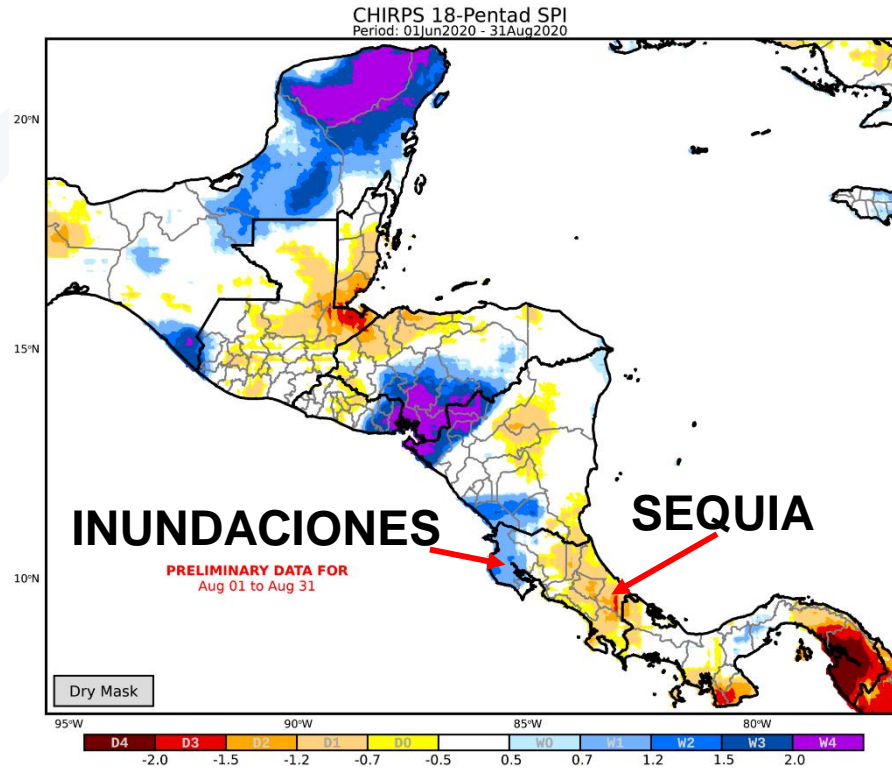 CHIRPS 18-Pentad SPI
Period: 01Jun2020 - 31Aug2020
20°N
15°N
INUNDACIONES
SEQUIA
PRELIMINARY DATA FOR
Aug 01 to Aug 31
10°N
Dry Mask
95°W 90°W 85°W 80°W
D4 D3 D2 D1 D0 W0 W1 W2 W3 W4
-2.0 -1.5 -1.2 -0.7 -0.5 0.5 0.7 1.2 1.5 2.0